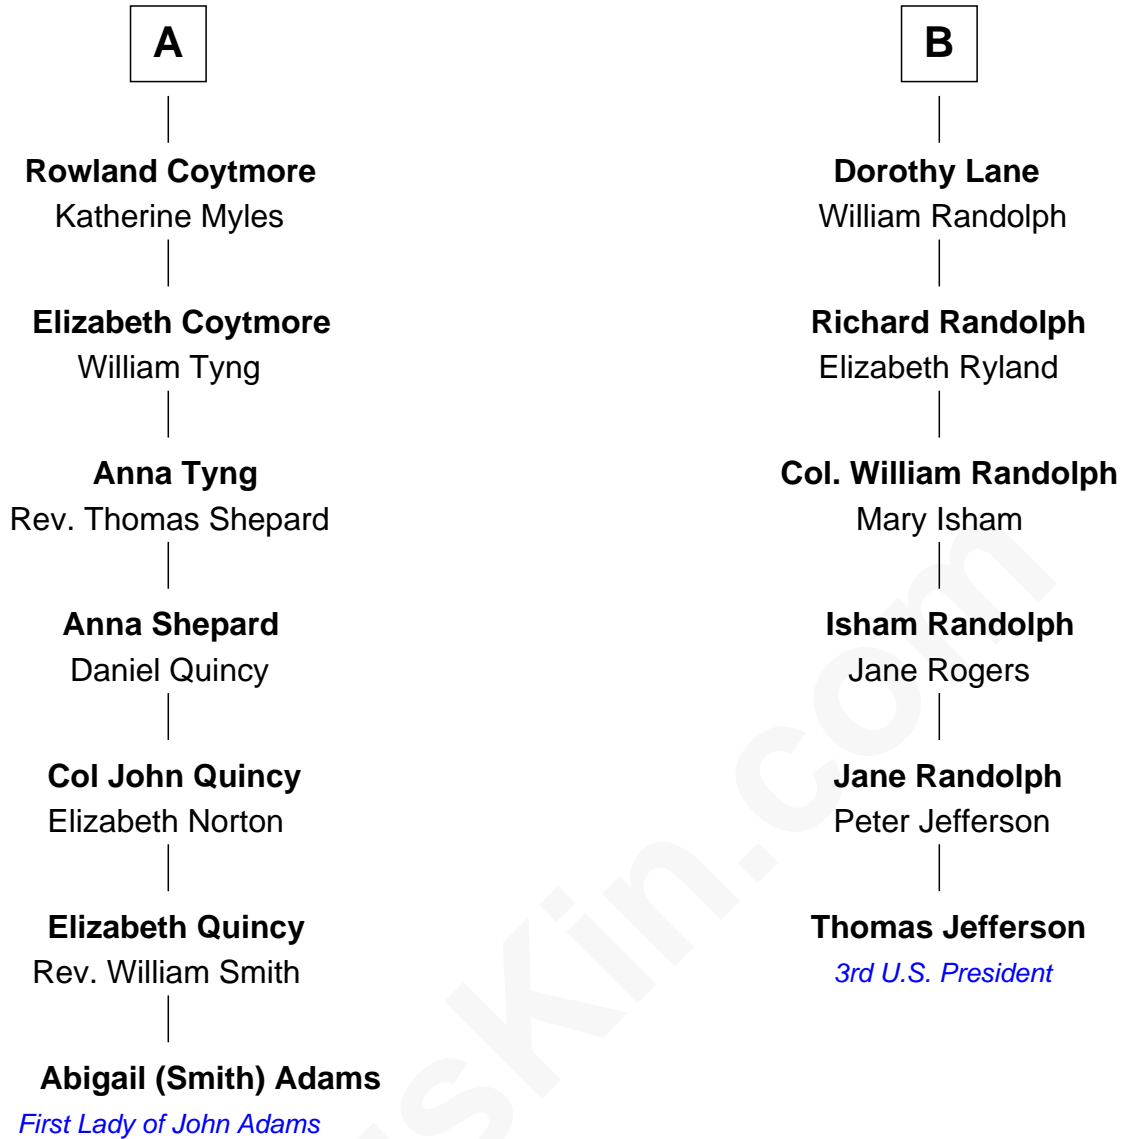 A
Rowland Coytmore
Katherine Myles
Elizabeth Coytmore
William Tyng
Anna Tyng
Rev. Thomas Shepard
Anna Shepard
Daniel Quincy
Col John Quincy
Elizabeth Norton
Elizabeth Quincy
Rev. William Smith
Abigail (Smith) Adams
First Lady of John Adams
B
Dorothy Lane
William Randolph
Richard Randolph
Elizabeth Ryland
Col. William Randolph
Mary Isham
Isham Randolph
Jane Rogers
Jane Randolph
Peter Jefferson
Thomas Jefferson
3rd U.S. President
sKin.com